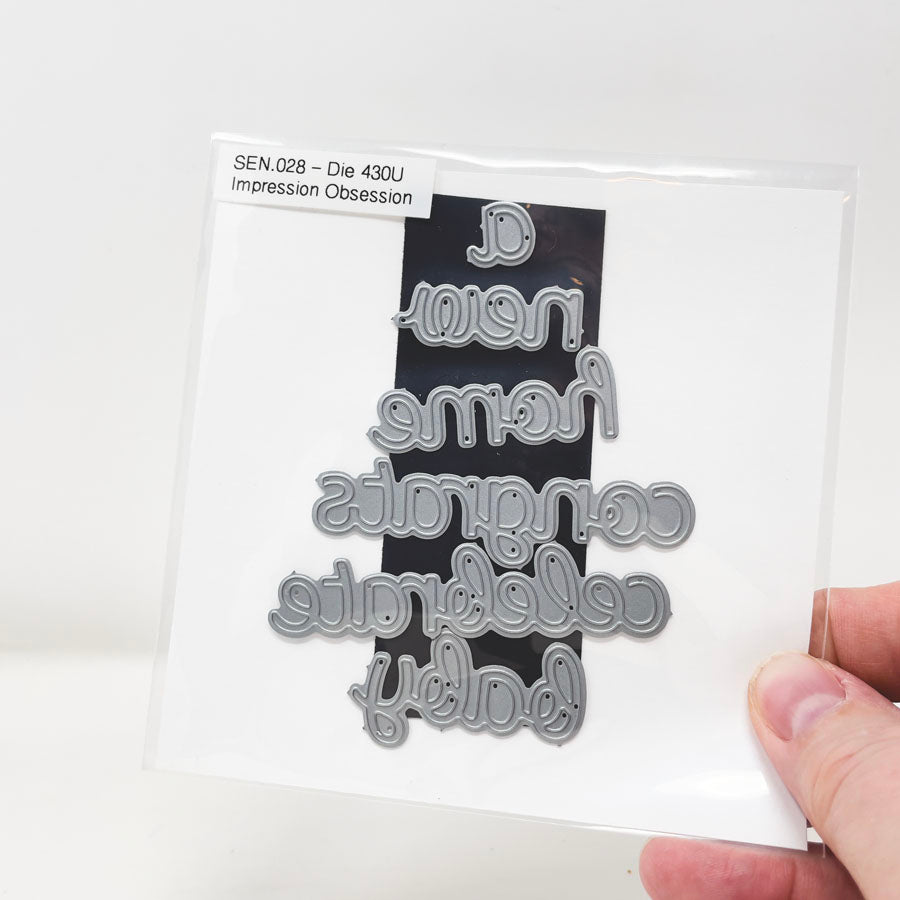 SEN.028 – Die 430U
Impression Obsession
a
new
home
congrats
celebrate
baby